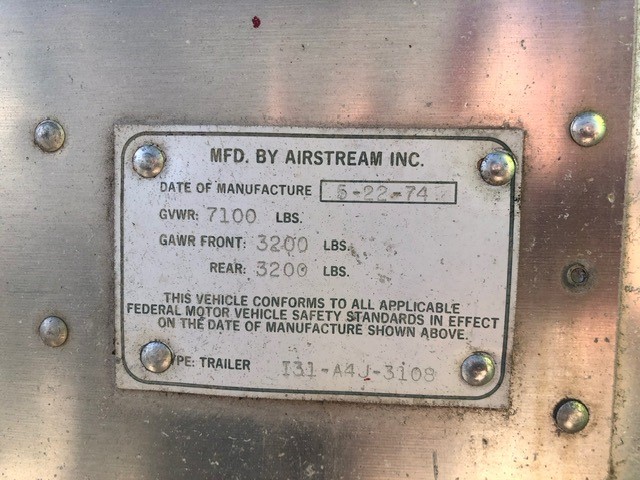 MFD. BY AIRSTREAM INC.
DATE OF MANUFACTURE 5-22-74
GVWR: 7100 LBS.
GAWR FRONT: 3200 LBS.
REAR: 3200 LBS.
THIS VEHICLE CONFORMS TO ALL APPLICABLE
FEDERAL MOTOR VEHICLE SAFETY STANDARDS IN EFFECT
ON THE DATE OF MANUFACTURE SHOWN ABOVE.
YPE: TRAILER I31-A4J-3108